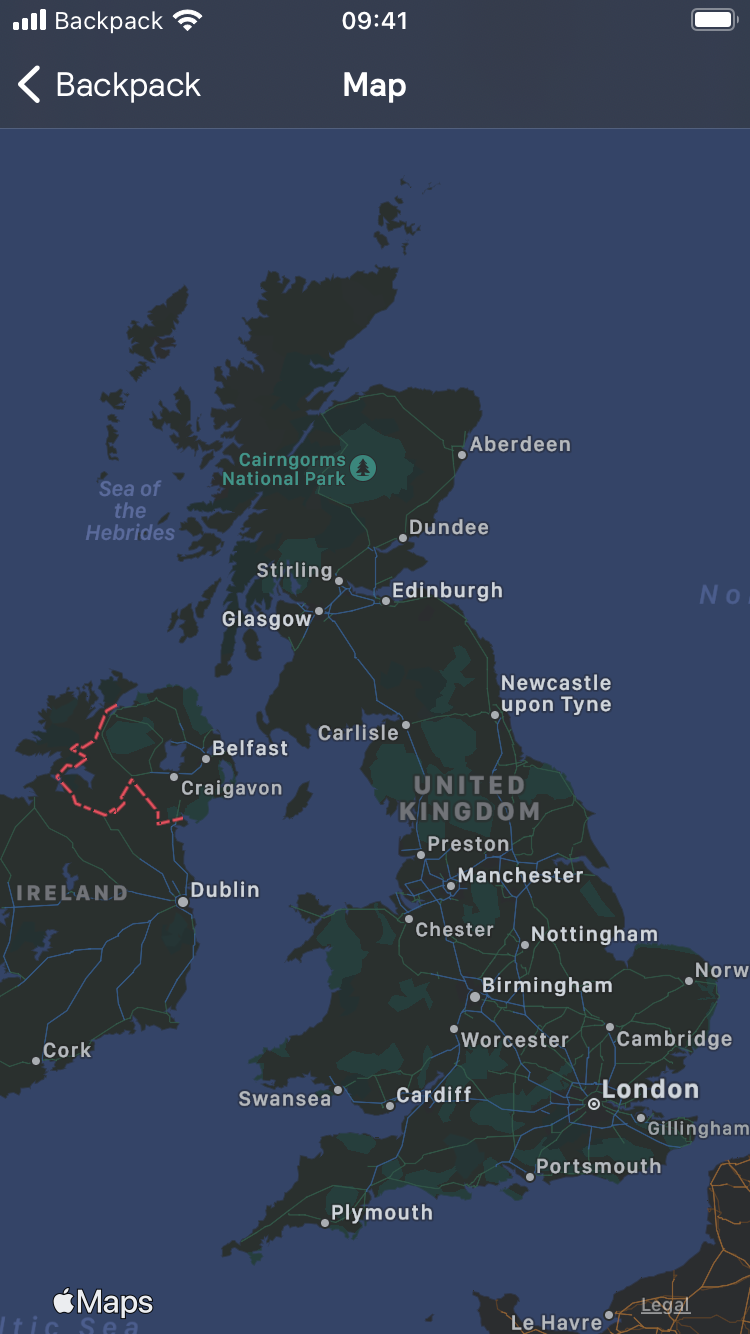 Backpack 09:41
Backpack Map
Aberdeen
Cairngorms
National Park
Sea of
the
Hebrides
Dundee
Stirling
Edinburgh
No
Glasgow
Newcastle
upon Tyne
Carlisle
Belfast
Craigavon
UNITED
KINGDOM
Preston
Manchester
IRELAND
Dublin
Chester
Nottingham
Norw
Birmingham
Worcester
Cambridge
Cork
London
Swansea
Cardiff
Gillingham
Portsmouth
Plymouth
Maps
Legal
ltic Sea
Le Havre